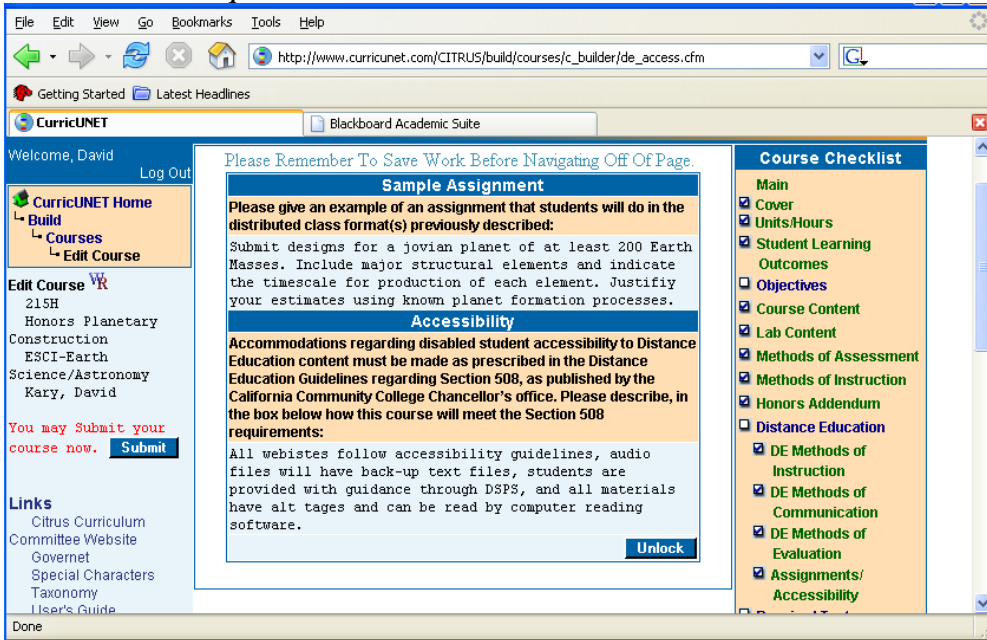 File Edit View Go Bookmarks Tools Help
http://www.curricunet.com/CITRUS/build/courses/c_builder/de_access.cfm
G
Getting Started Latest Headlines
CurricUNET
Blackboard Academic Suite
Welcome, David
Log Out
CurricUNET Home
Build
Courses
Edit Course
Edit Course WR
215H
Honors Planetary
Construction
ESCI-Earth
Science/Astronomy
Kary, David
You may Submit your
course now. Submit
Links
Citrus Curriculum
Committee Website
Governet
Special Characters
Taxonomy
User's Guide
Please Remember To Save Work Before Navigating Off Of Page.
Sample Assignment
Please give an example of an assignment that students will do in the
distributed class format(s) previously described:
Submit designs for a jovian planet of at least 200 Earth
Masses. Include major structural elements and indicate
the timescale for production of each element. Justifiy
your estimates using known planet formation processes.
Accessibility
Accommodations regarding disabled student accessibility to Distance
Education content must be made as prescribed in the Distance
Education Guidelines regarding Section 508, as published by the
California Community College Chancellor's office. Please describe, in
the box below how this course will meet the Section 508
requirements:
All webistes follow accessibility guidelines, audio
files will have back-up text files, students are
provided with guidance through DSPS, and all materials
have alt tages and can be read by computer reading
software.
Unlock
Course Checklist
Main
Cover
Units/Hours
Student Learning
Outcomes
Objectives
Course Content
Lab Content
Methods of Assessment
Methods of Instruction
Honors Addendum
Distance Education
DE Methods of
Instruction
DE Methods of
Communication
DE Methods of
Evaluation
Assignments/
Accessibility
Done